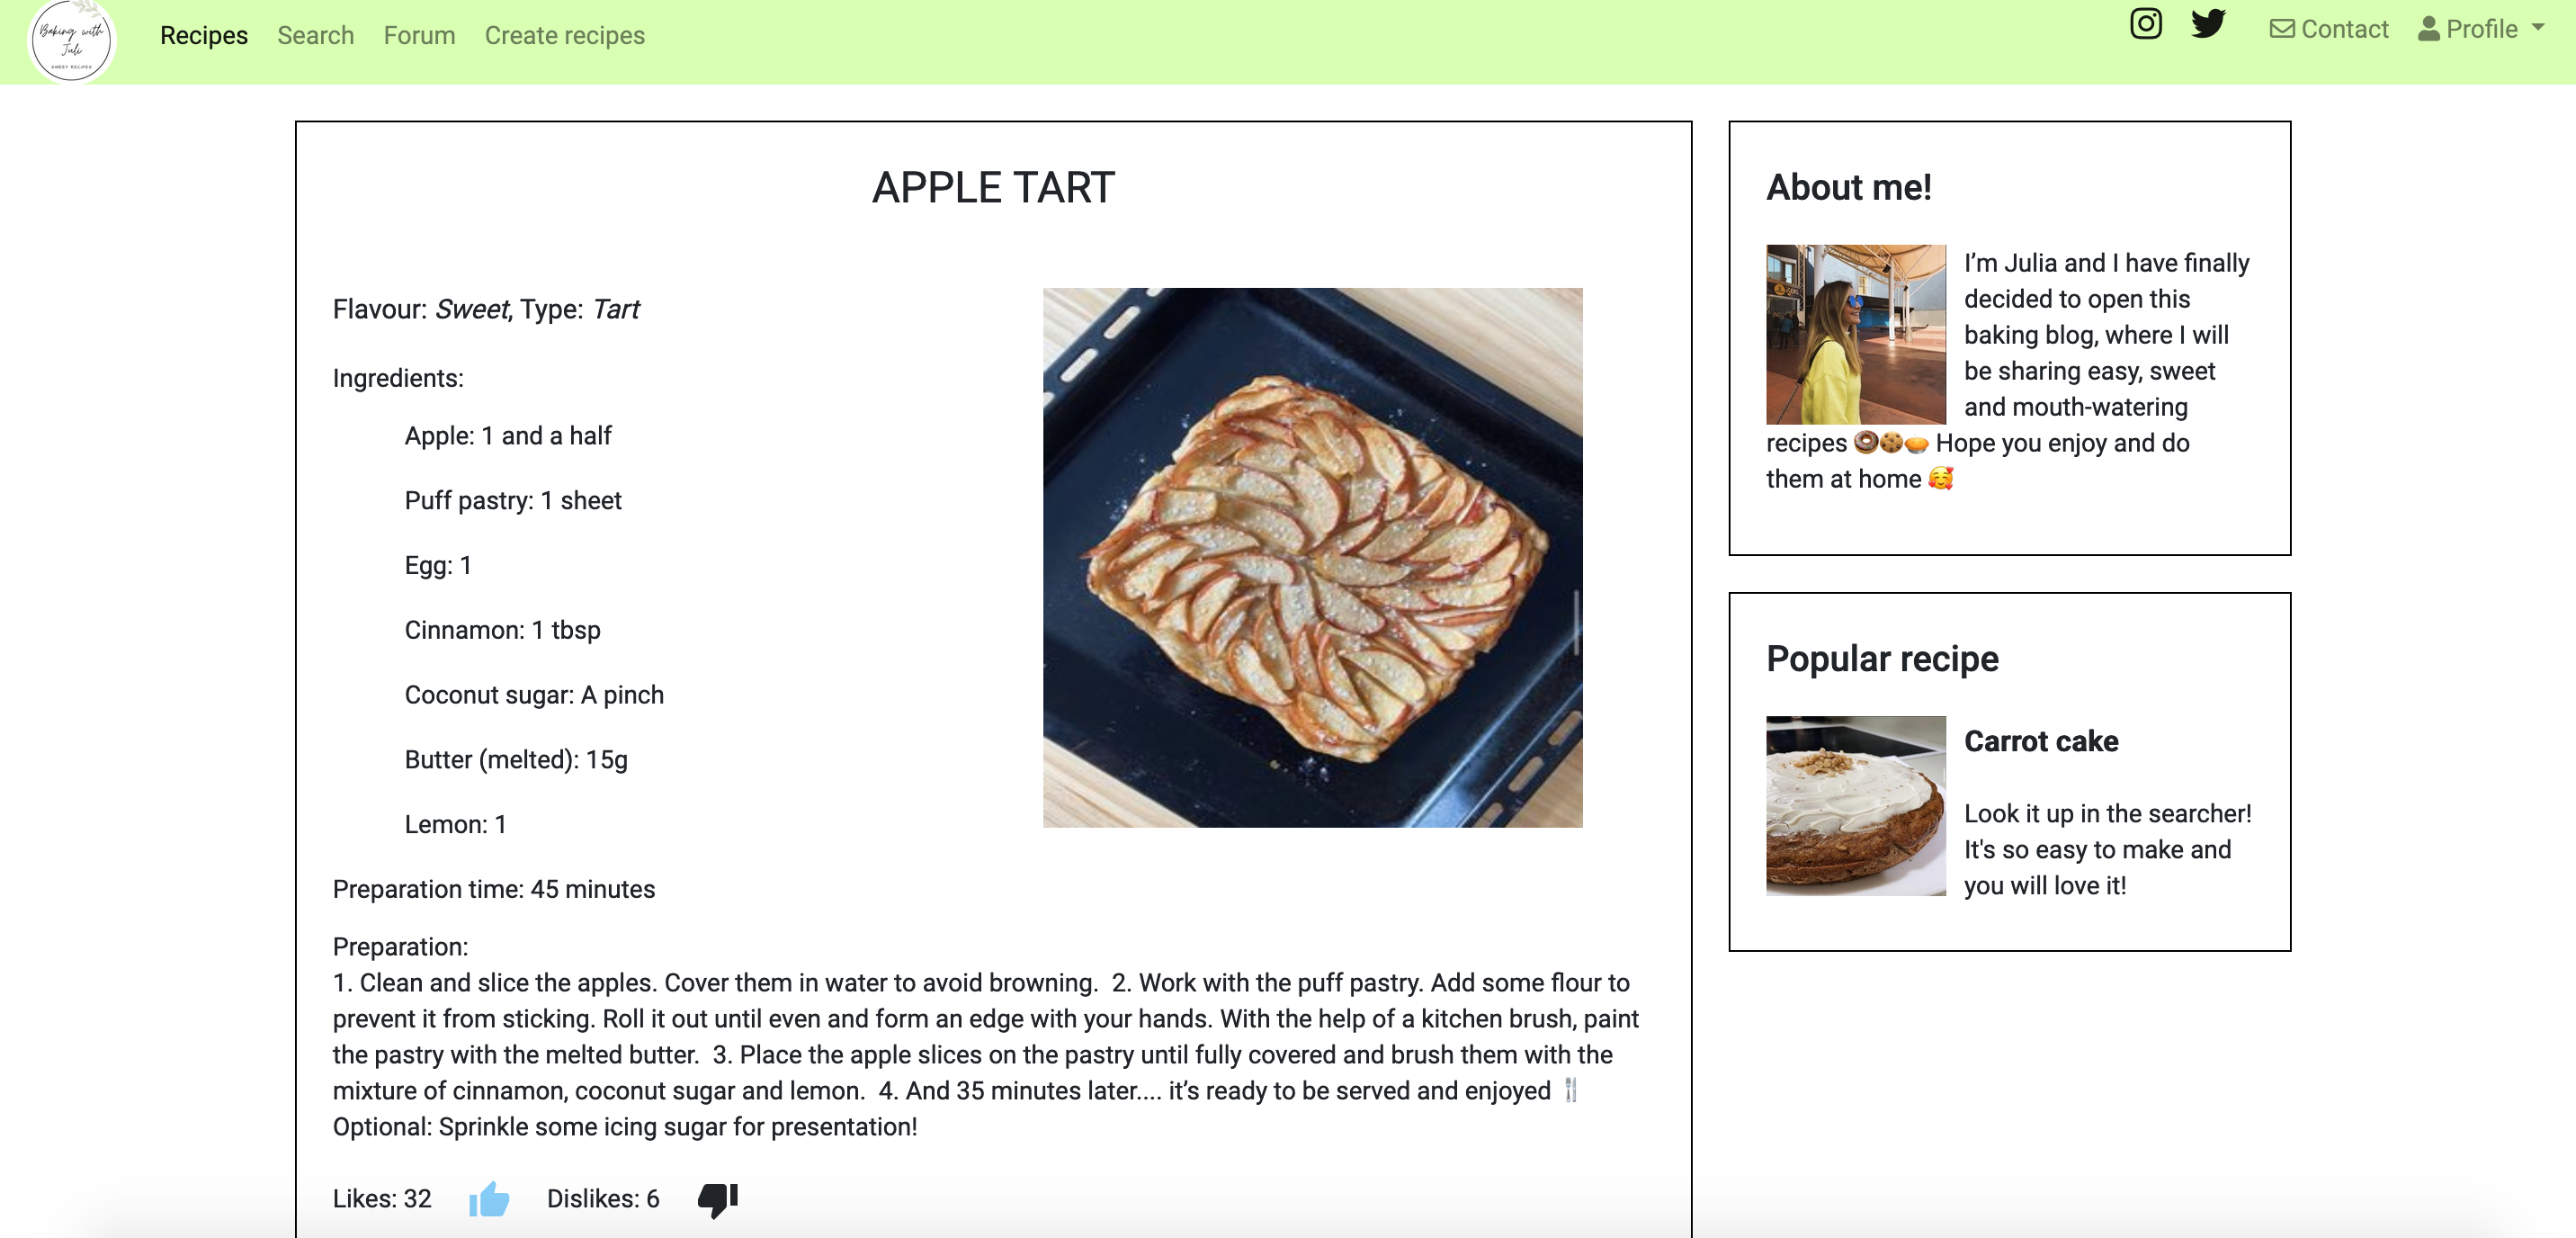 Baking with
Juli
SWEET RECIPES
Recipes Search Forum Create recipes Contact Profile
APPLE TART
Flavour: Sweet, Type: Tart
Ingredients:
Apple: 1 and a half
Puff pastry: 1 sheet
Egg: 1
Cinnamon: 1 tbsp
Coconut sugar: A pinch
Butter (melted): 15g
Lemon: 1
Preparation time: 45 minutes
Preparation:
1. Clean and slice the apples. Cover them in water to avoid browning.  2. Work with the puff pastry. Add some flour to
prevent it from sticking. Roll it out until even and form an edge with your hands. With the help of a kitchen brush, paint
the pastry with the melted butter.  3. Place the apple slices on the pastry until fully covered and brush them with the
mixture of cinnamon, coconut sugar and lemon.  4. And 35 minutes later.... it’s ready to be served and enjoyed 🍴
Optional: Sprinkle some icing sugar for presentation!
Likes: 32 Dislikes: 6
About me!
I’m Julia and I have finally
decided to open this
baking blog, where I will
be sharing easy, sweet
and mouth-watering
recipes 🍩🍪🥧 Hope you enjoy and do
them at home 🥰
Popular recipe
Carrot cake
Look it up in the searcher!
It's so easy to make and
you will love it!